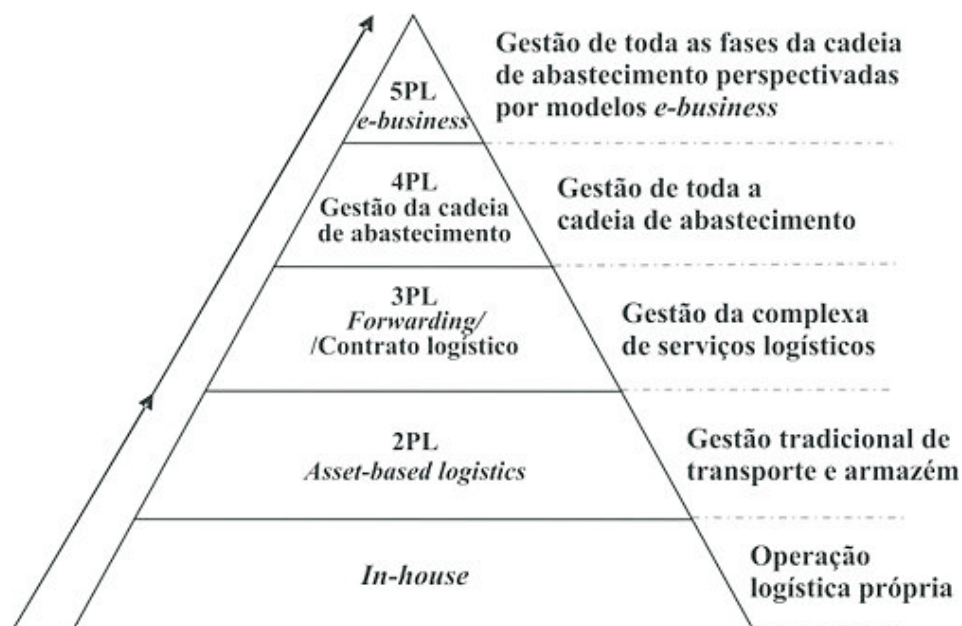 5PL
e-business
Gestão de toda as fases da cadeia
de abastecimento perspectivadas
por modelos e-business
4PL
Gestão da cadeia
de abastecimento
Gestão de toda a
cadeia de abastecimento
3PL
Forwarding/
/Contrato logístico
Gestão da complexa
de serviços logísticos
2PL
Asset-based logistics
Gestão tradicional de
transporte e armazém
In-house
Operação
logística própria